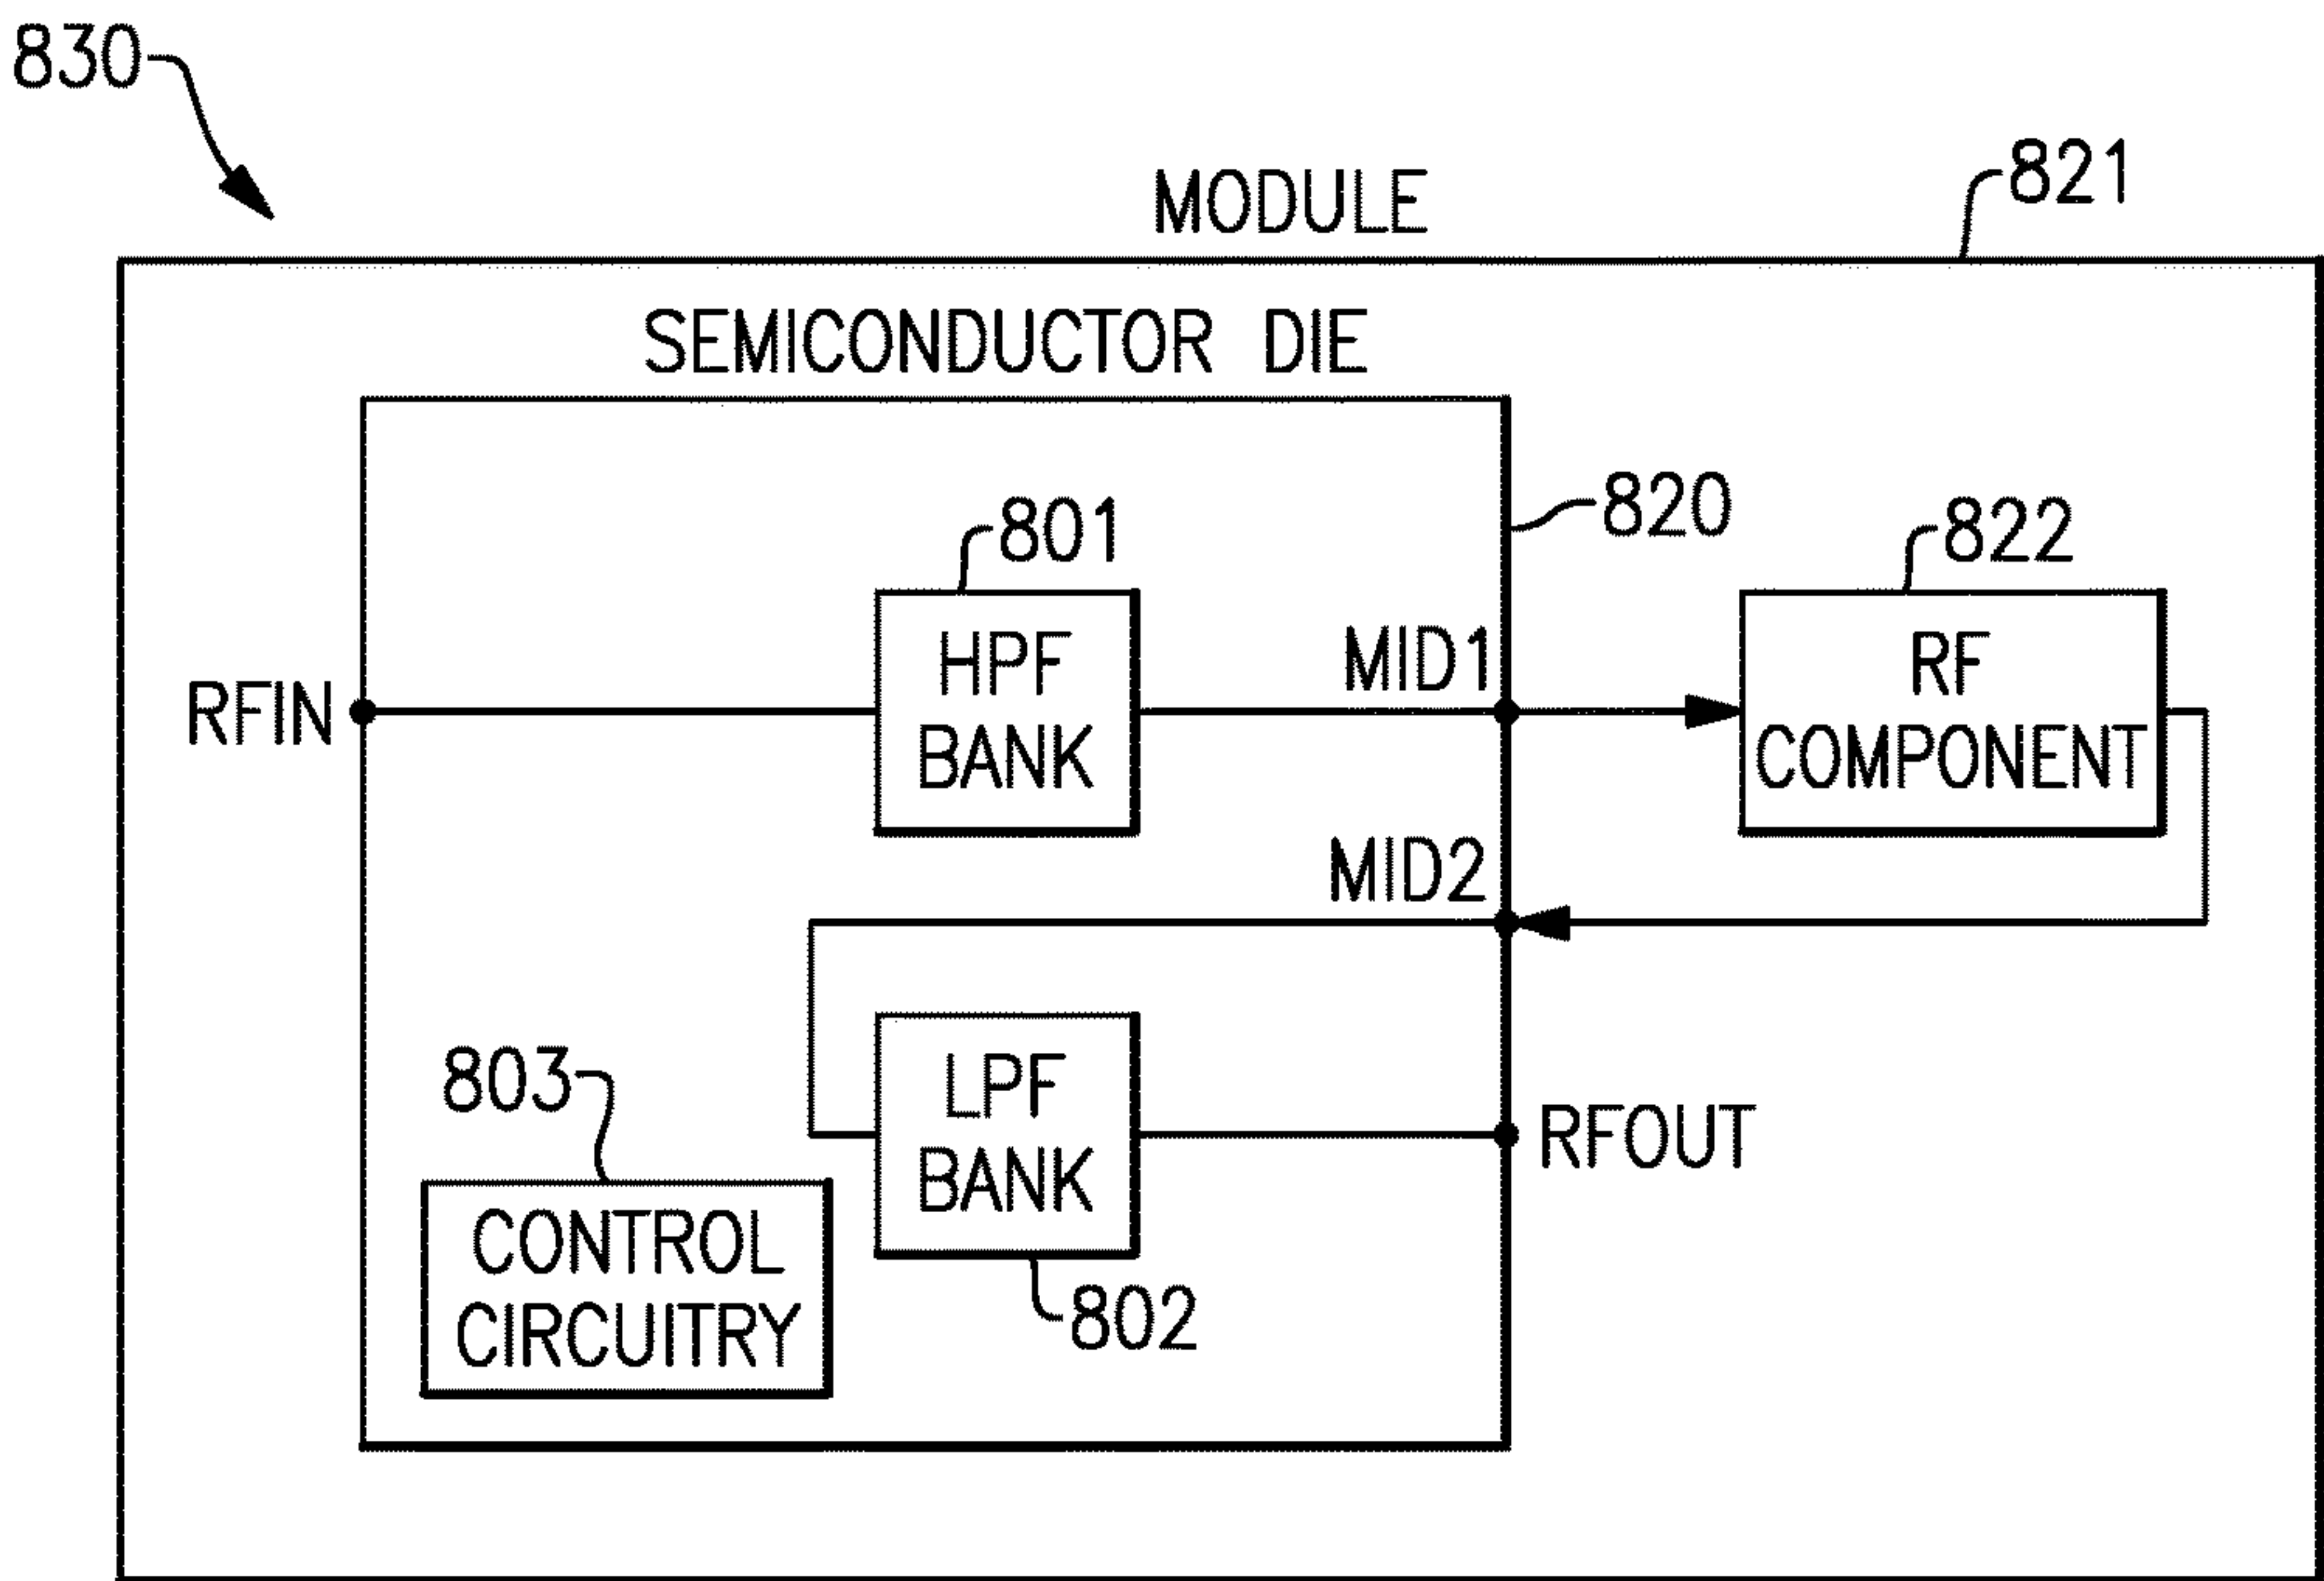 830
MODULE
821
SEMICONDUCTOR DIE
801
820
822
HPF
BANK
MID1
RF
COMPONENT
RFIN
MID2
803
LPF
BANK
RFOUT
CONTROL
CIRCUITRY
802